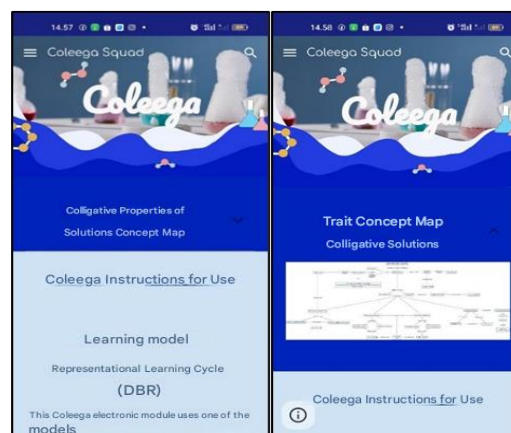 14.57
Coleega Squad
Coleega
Colligative Properties of
Solutions Concept Map
Coleega Instructions for Use
Learning model
Representational Learning Cycle
(DBR)
This Coleega electronic module uses one of the
models
14.58
Coleega Squad
Coleega
Trait Concept Map
Colligative Solutions
Coleega Instructions for Use